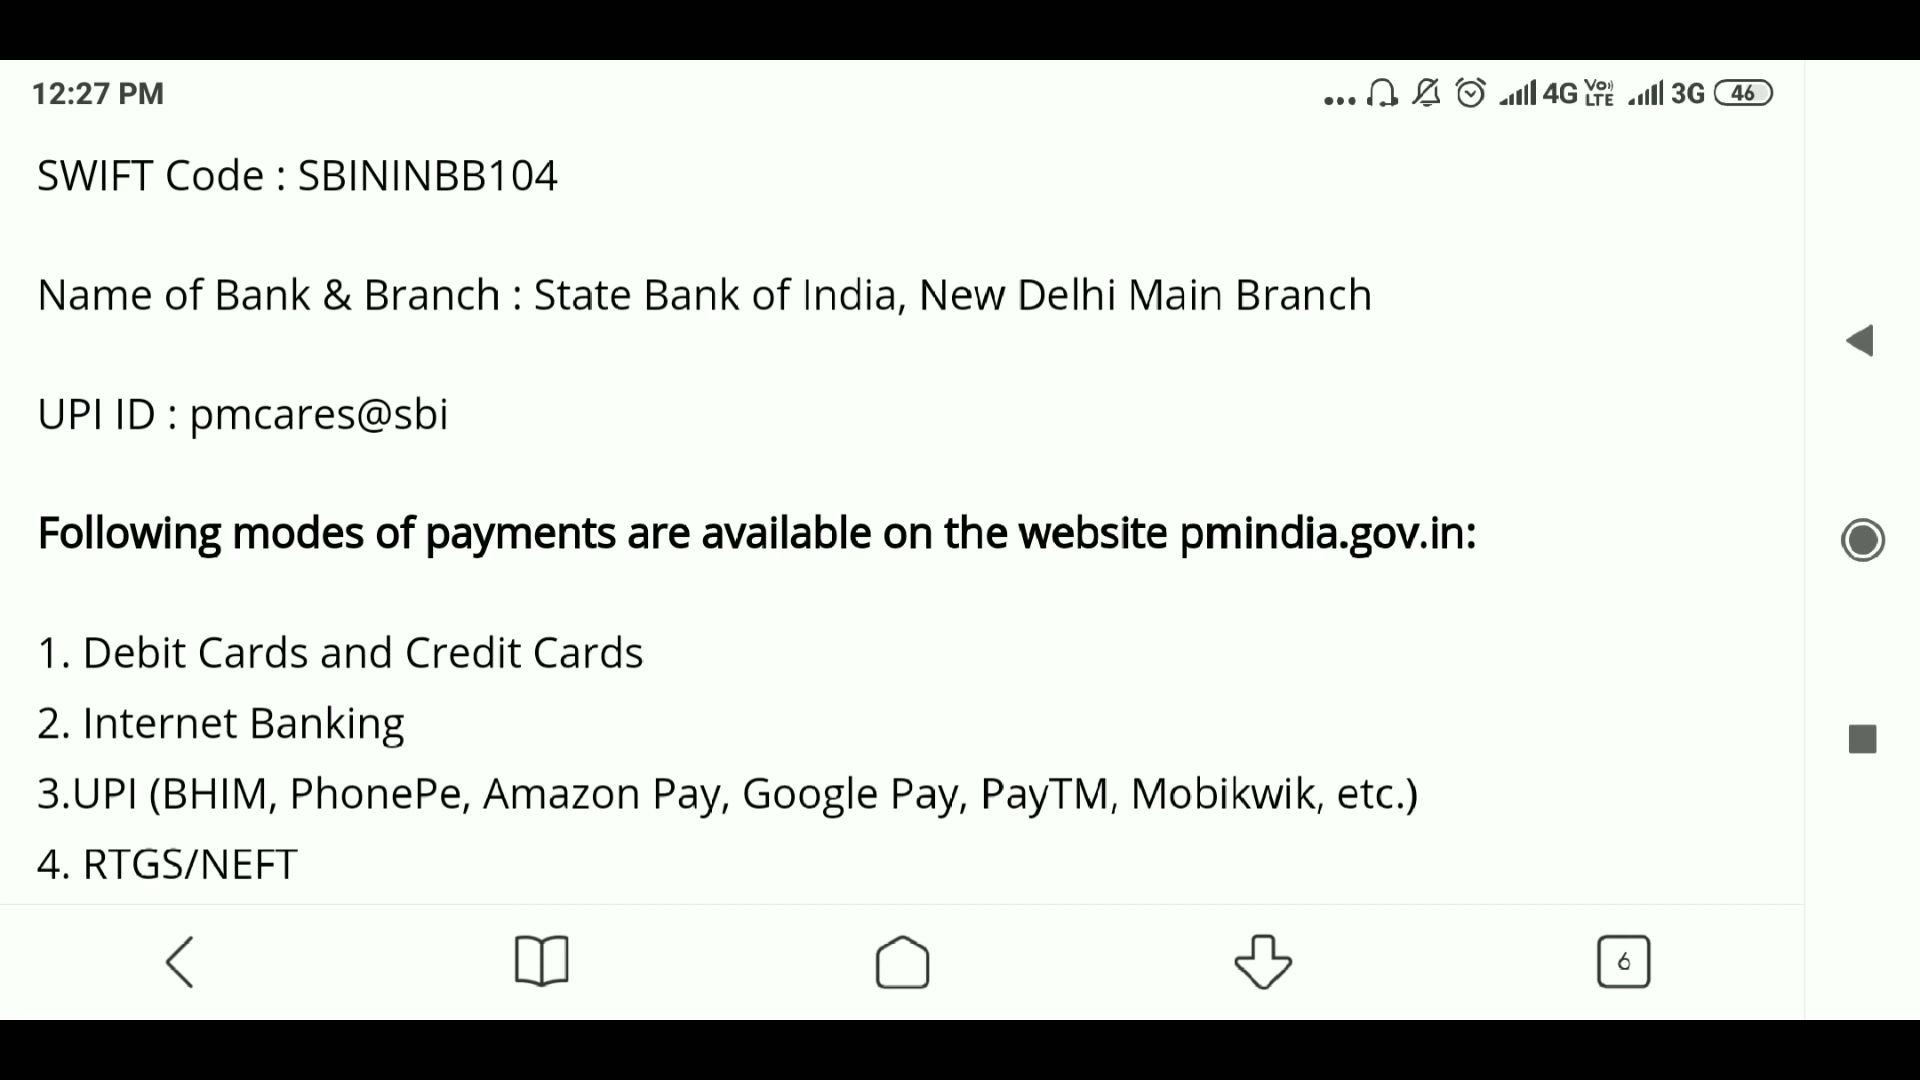 12:27 PM
... 4G Vo)) LTE 3G 46
SWIFT Code : SBININBB104
Name of Bank & Branch : State Bank of India, New Delhi Main Branch
UPI ID : pmcares@sbi
Following modes of payments are available on the website pmindia.gov.in:
1. Debit Cards and Credit Cards
2. Internet Banking
3.UPI (BHIM, PhonePe, Amazon Pay, Google Pay, PayTM, Mobikwik, etc.)
4. RTGS/NEFT
6